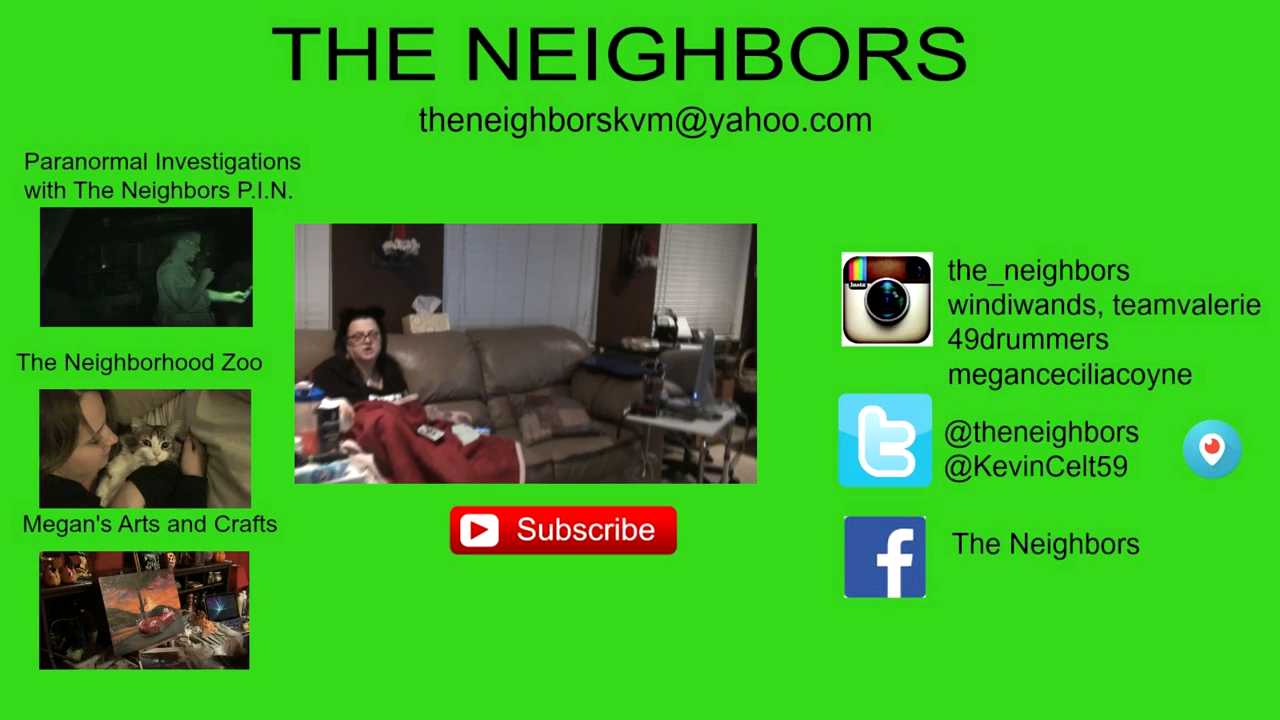 THE NEIGHBORS
theneighborskvm@yahoo.com
Paranormal Investigations
with The Neighbors P.I.N.
The Neighborhood Zoo
Megan's Arts and Crafts
Subscribe
Insta
the_neighbors
windiwands, teamvalerie
49drummers
meganceciliacoyne
@theneighbors
@KevinCelt59
The Neighbors